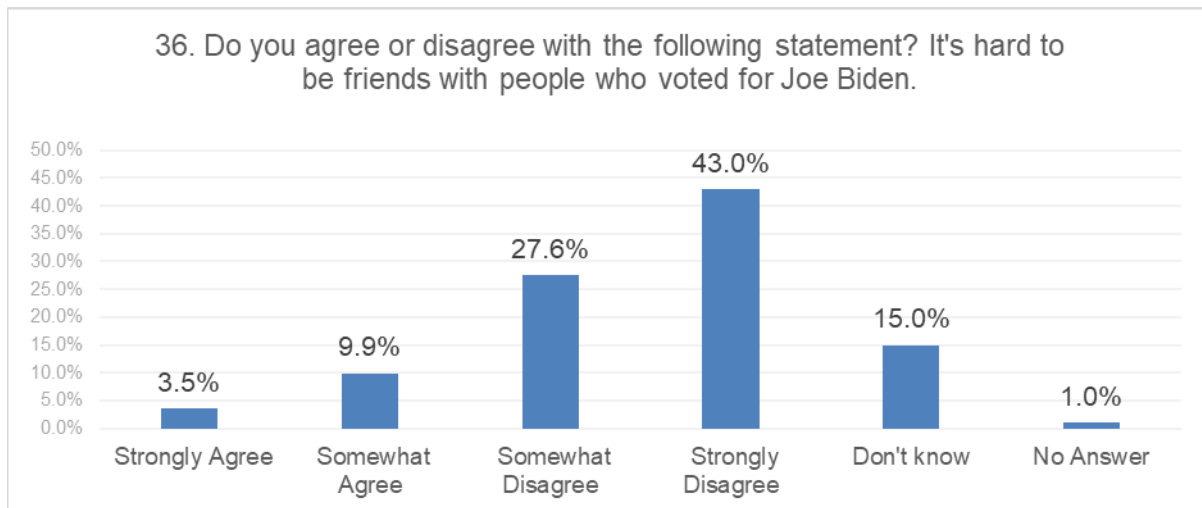 36. Do you agree or disagree with the following statement? It's hard to
be friends with people who voted for Joe Biden.
50.0%
45.0%
40.0%
35.0%
30.0%
25.0%
20.0%
15.0%
10.0%
5.0%
0.0%
3.5%
9.9%
27.6%
43.0%
15.0%
1.0%
Strongly Agree
Somewhat
Agree
Somewhat
Disagree
Strongly
Disagree
Don't know
No Answer